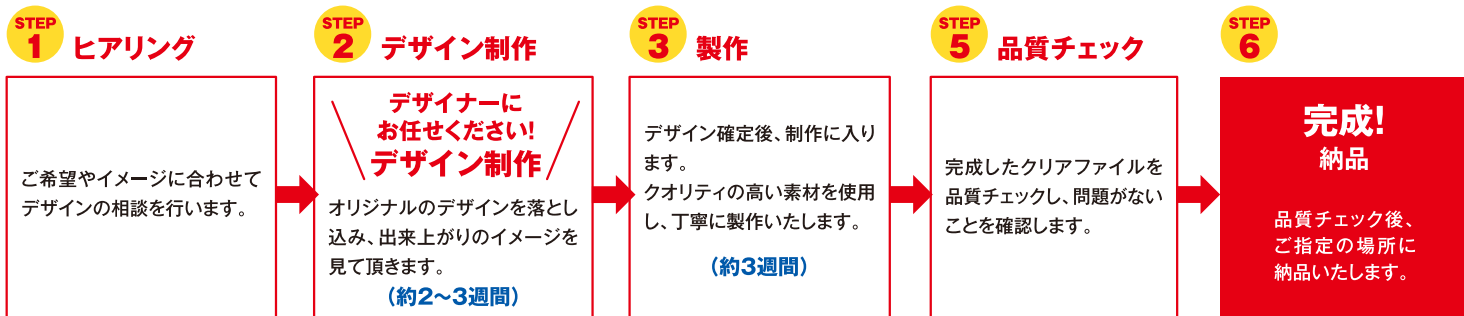 STEP
1
ヒアリング
ご希望やイメージに合わせて
デザインの相談を行います。
STEP
2
デザイン制作
デザイナーに
お任せください!
デザイン制作
オリジナルのデザインを落とし
込み、出来上がりのイメージを
見て頂きます。
(約2〜3週間)
STEP
3
製作
デザイン確定後、制作に入り
ます。
クオリティの高い素材を使用
し、丁寧に製作いたします。
(約3週間)
STEP
5
品質チェック
完成したクリアファイルを
品質チェックし、問題がない
ことを確認します。
STEP
6
完成!
納品
品質チェック後、
ご指定の場所に
納品いたします。